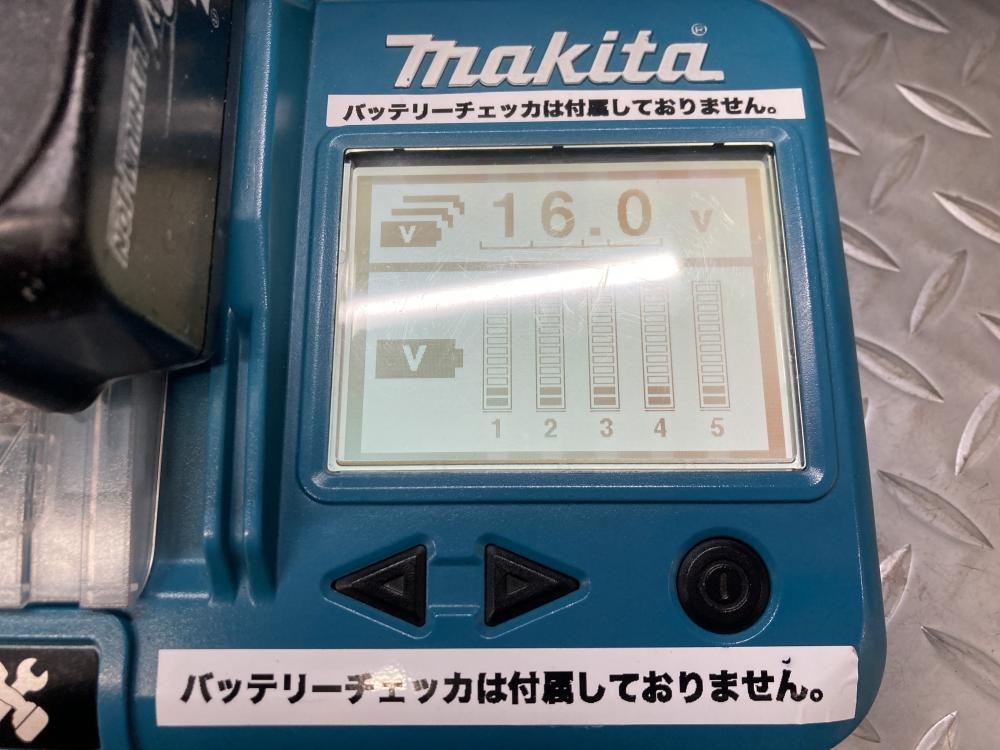 makita®
バッテリーチェッカは付属しておりません。
V 16.0 V
V
1 2 3 4 5
バッテリーチェッカは付属しておりません。